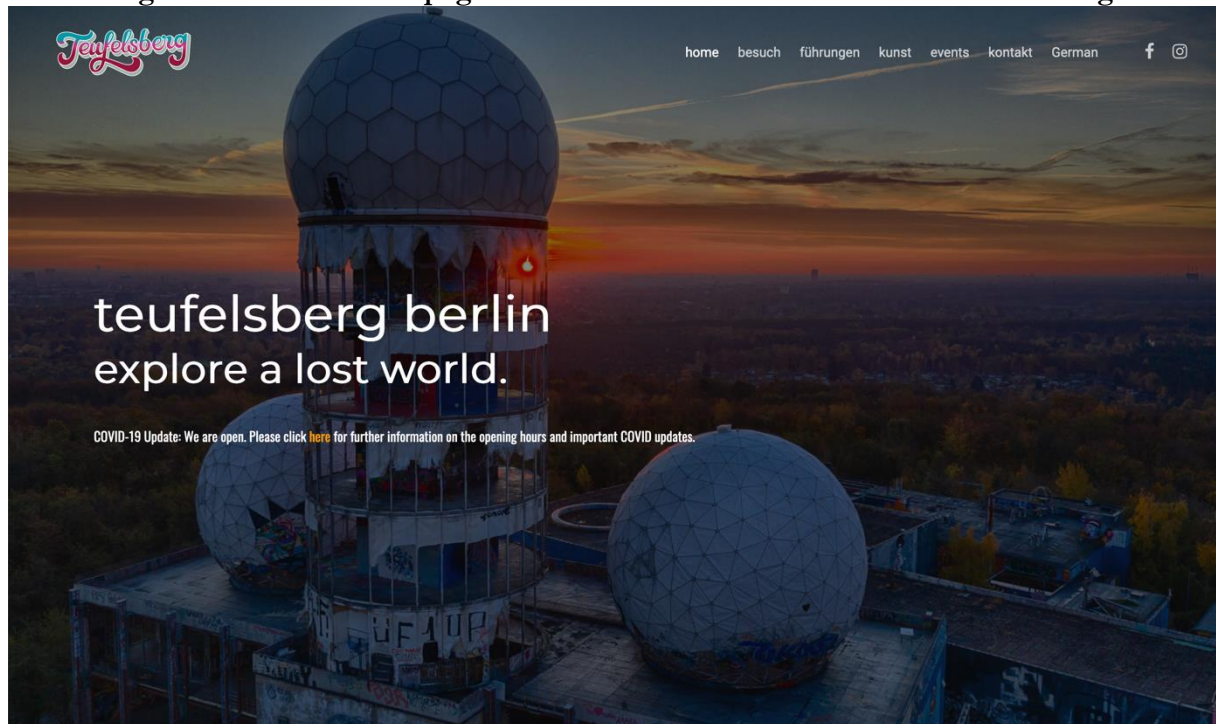 Teufelsberg
home besuch führungen kunst events kontakt German
teufelsberg berlin
explore a lost world.
COVID-19 Update: We are open. Please click here for further information on the opening hours and important COVID updates.
UF1UP